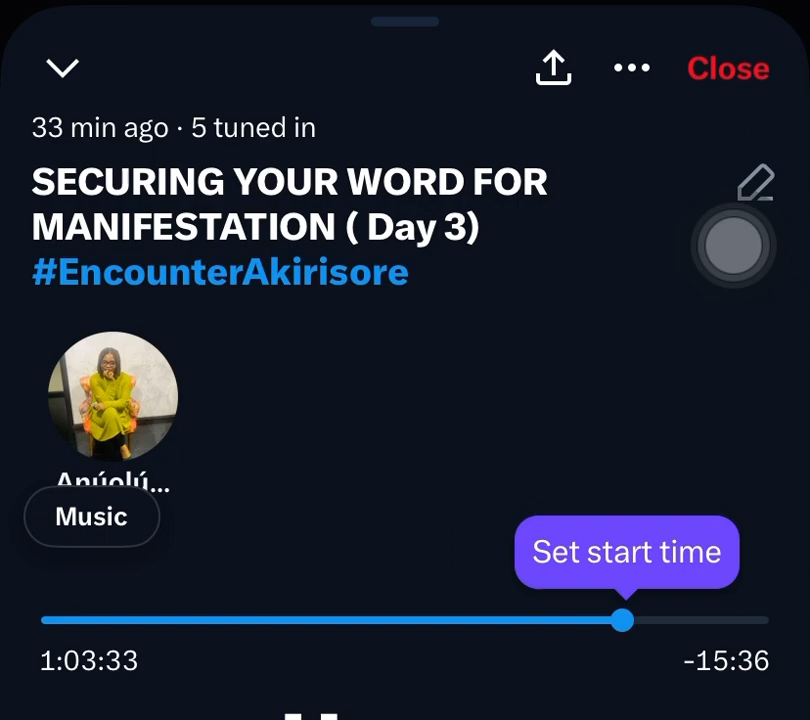 Close
33 min ago · 5 tuned in
SECURING YOUR WORD FOR
MANIFESTATION ( Day 3)
#EncounterAkirisore
Anúolú...
Music
Set start time
1:03:33
-15:36